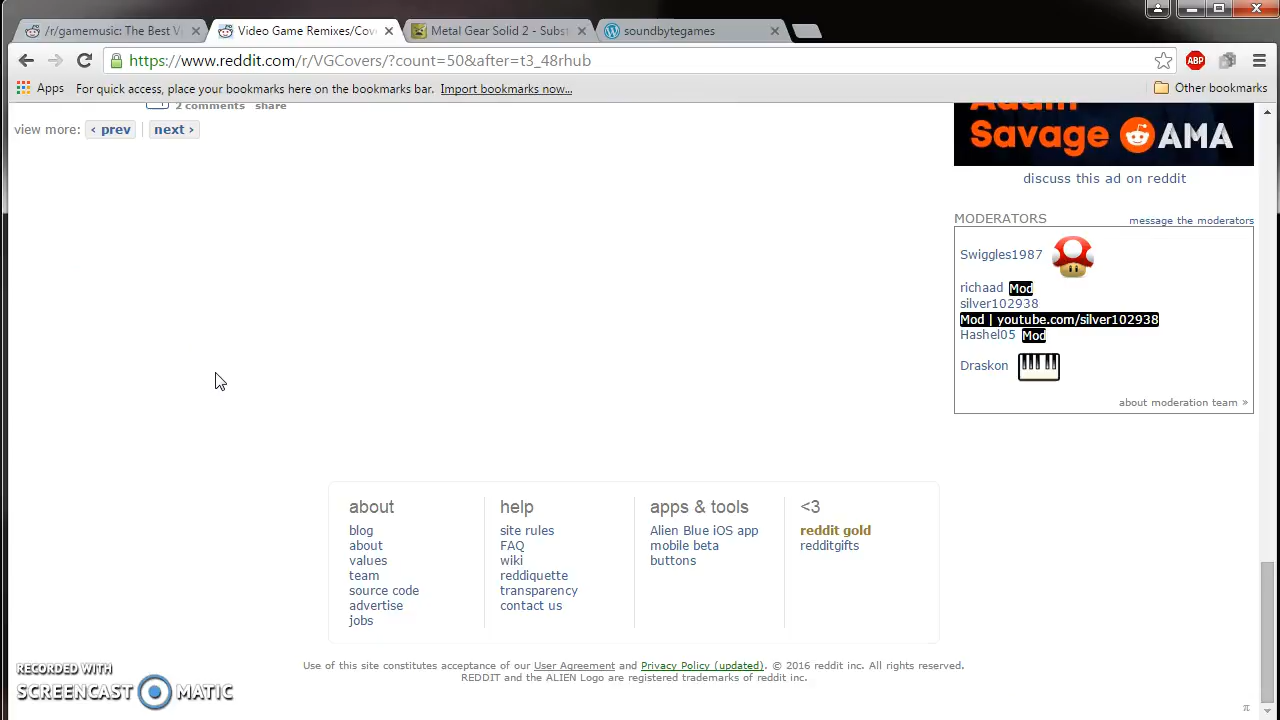 /r/gamemusic: The Best V
Video Game Remixes/Cov
Metal Gear Solid 2 - Subst
soundbytegames
https://www.reddit.com/r/VGCovers/?count=50&after=t3_48rhub
ABP
Apps
For quick access, place your bookmarks here on the bookmarks bar. Import bookmarks now...
Other bookmarks
2 comments share
view more: ‹ prev | next ›
Adam
Savage AMA
discuss this ad on reddit
MODERATORS
message the moderators
Swiggles1987
richaad Mod
silver102938
Mod | youtube.com/silver102938
Hashel05 Mod
Draskon
about moderation team »
about
blog
about
values
team
source code
advertise
jobs
help
site rules
FAQ
wiki
reddiquette
transparency
contact us
apps & tools
Alien Blue iOS app
mobile beta
buttons
<3
reddit gold
redditgifts
Use of this site constitutes acceptance of our User Agreement and Privacy Policy (updated). © 2016 reddit inc. All rights reserved.
REDDIT and the ALIEN Logo are registered trademarks of reddit inc.
π
RECORDED WITH
SCREENCAST MATIC